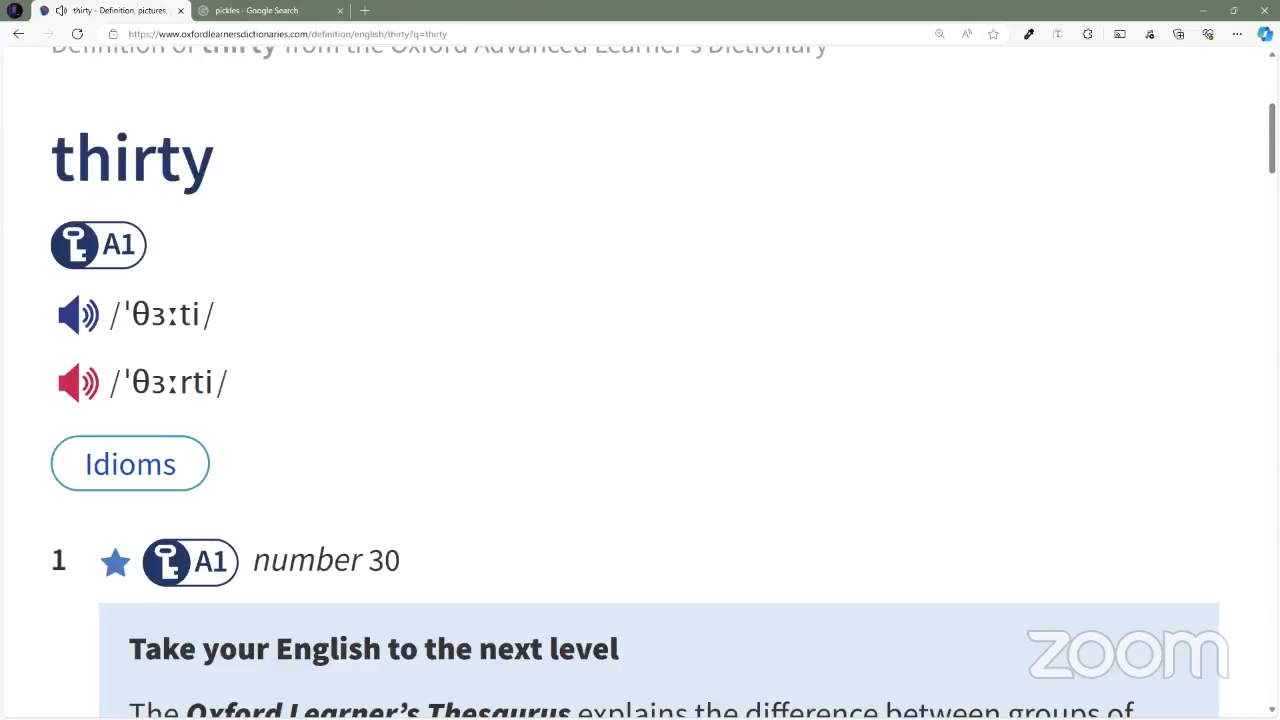 thirty - Definition, pictures,
pickles - Google Search
https://www.oxfordlearnersdictionaries.com/definition/english/thirty?q=thirty
Definition of thirty from the Oxford Advanced Learner's Dictionary
thirty
A1
/ˈθɜːti/
/ˈθɜːrti/
Idioms
1 A1 number 30
Take your English to the next level
The Oxford Learner's Thesaurus explains the difference between groups of
zoom